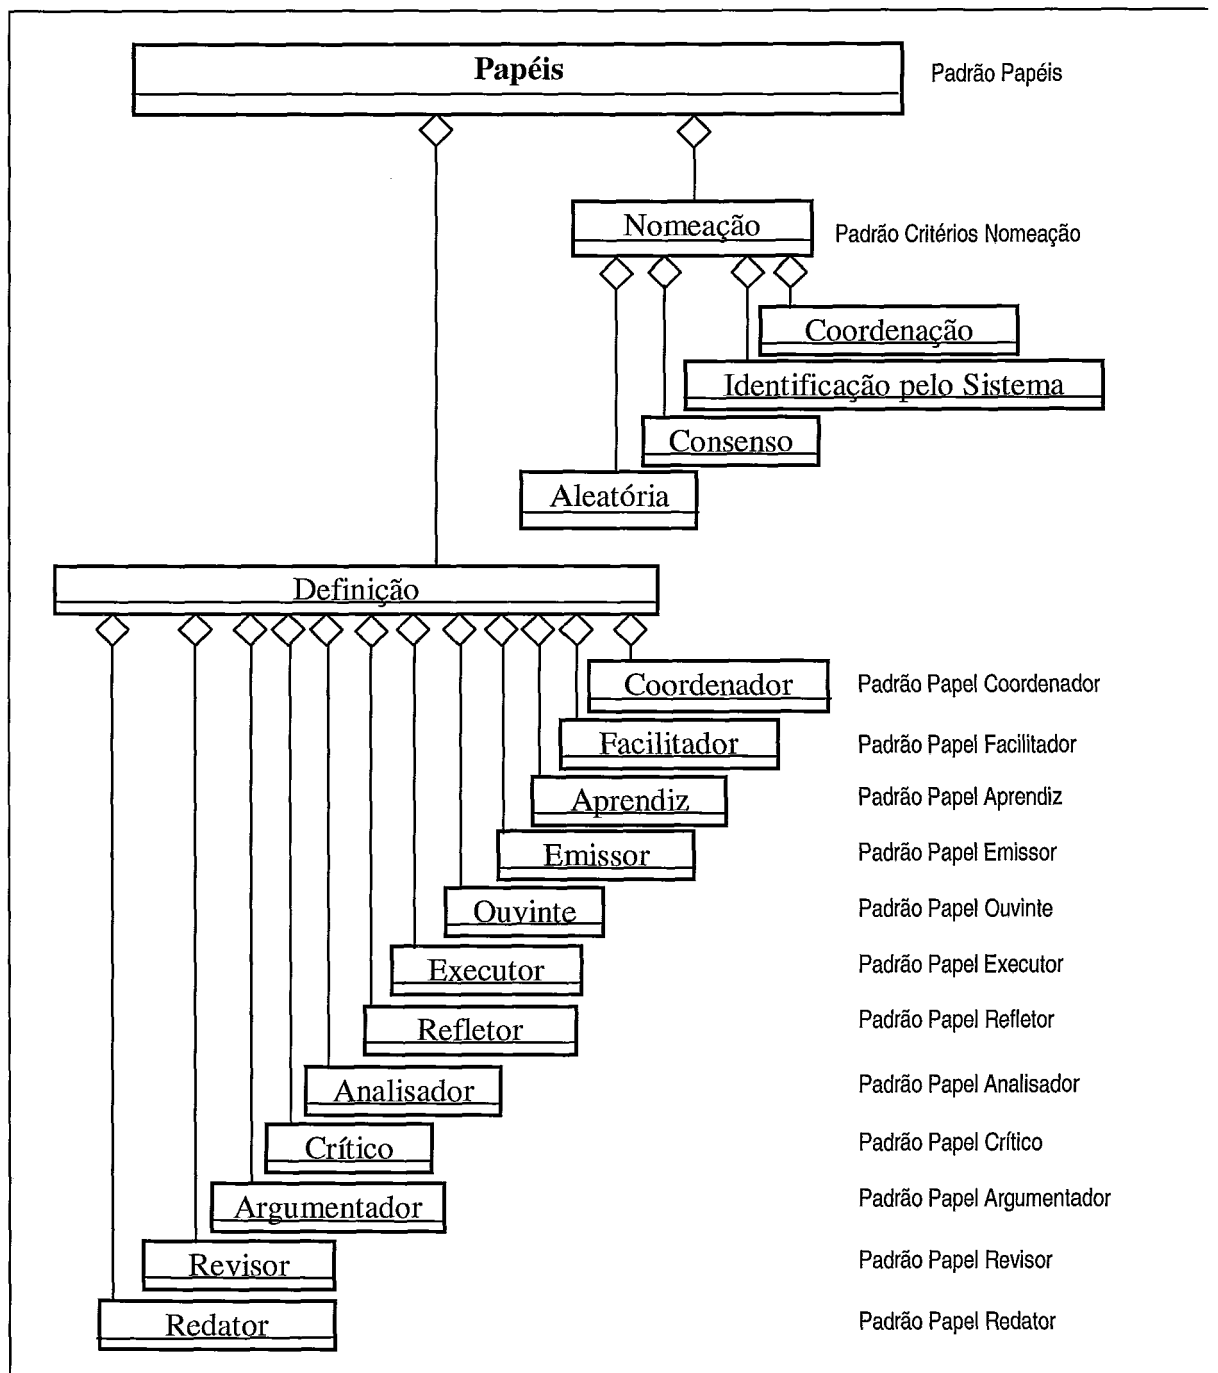 Papéis
Padrão Papéis
Nomeação
Padrão Critérios Nomeação
Coordenação
Identificação pelo Sistema
Consenso
Aleatória
Definição
Coordenador
Padrão Papel Coordenador
Facilitador
Padrão Papel Facilitador
Aprendiz
Padrão Papel Aprendiz
Emissor
Padrão Papel Emissor
Ouvinte
Padrão Papel Ouvinte
Executor
Padrão Papel Executor
Refletor
Padrão Papel Refletor
Analisador
Padrão Papel Analisador
Crítico
Padrão Papel Crítico
Argumentador
Padrão Papel Argumentador
Revisor
Padrão Papel Revisor
Redator
Padrão Papel Redator